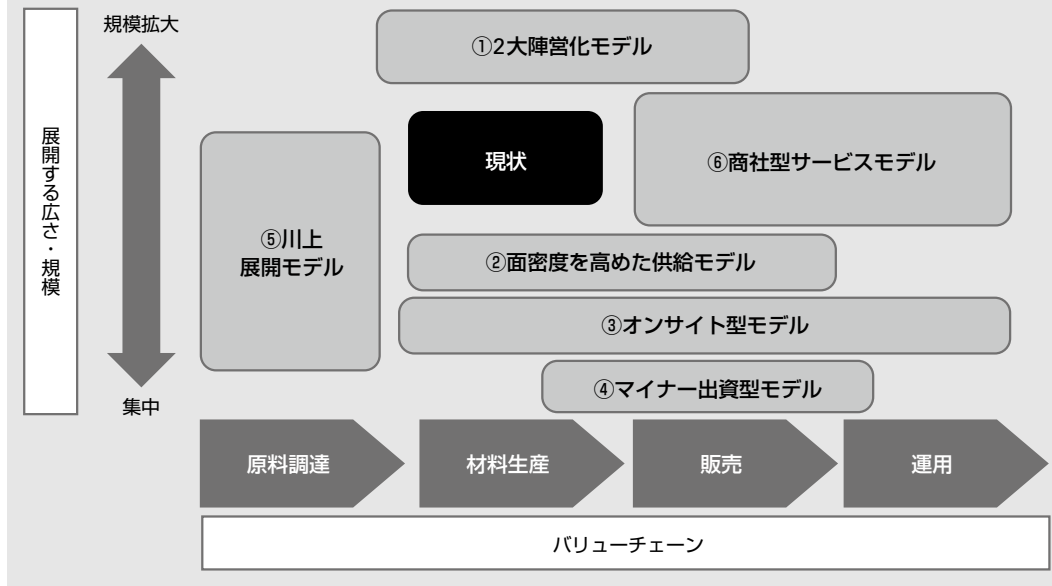 規模拡大
展開する広さ・規模
集中
①2大陣営化モデル
現状
⑥商社型サービスモデル
⑤川上
展開モデル
②面密度を高めた供給モデル
③オンサイト型モデル
④マイナー出資型モデル
原料調達
材料生産
販売
運用
バリューチェーン